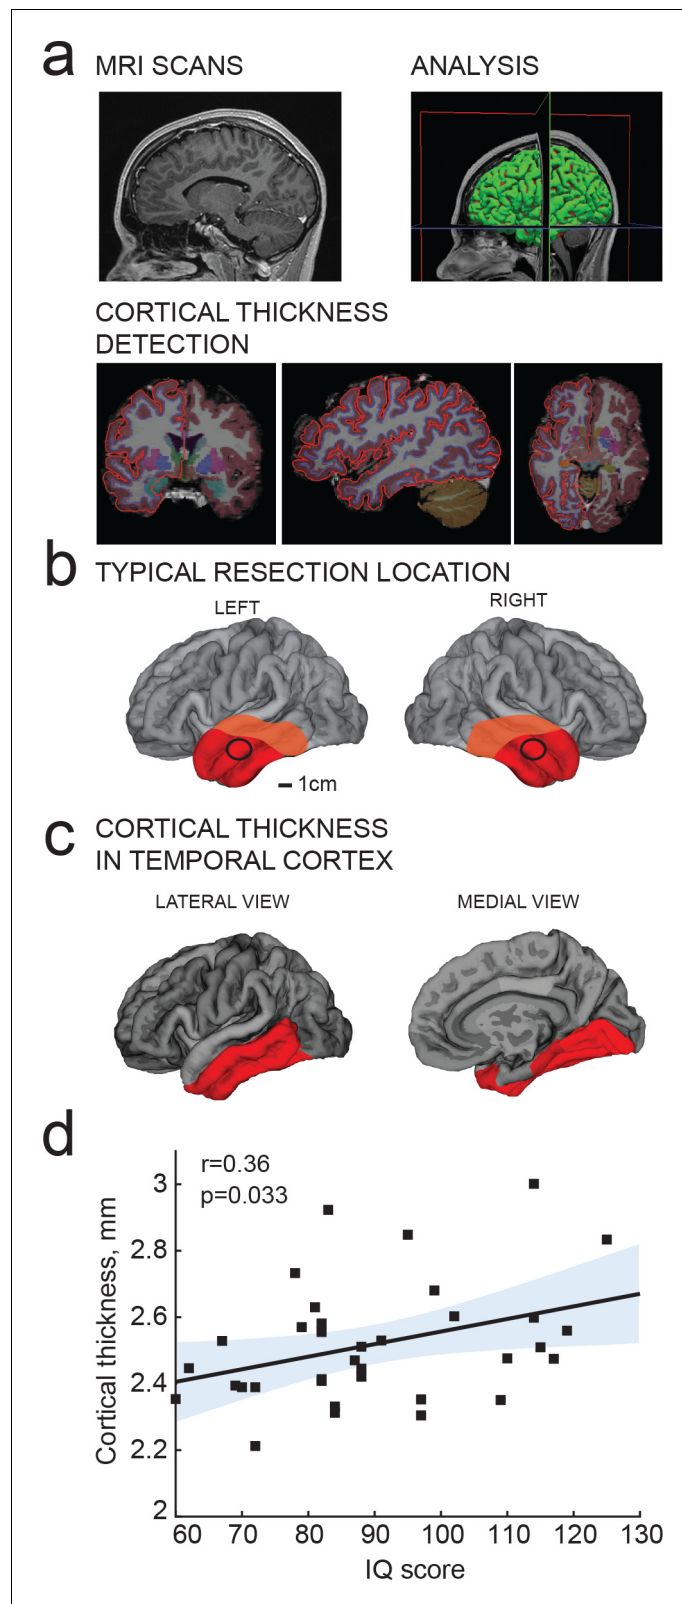 a
MRI SCANS
ANALYSIS
CORTICAL THICKNESS
DETECTION
b
TYPICAL RESECTION LOCATION
LEFT
RIGHT
1cm
c
CORTICAL THICKNESS
IN TEMPORAL CORTEX
LATERAL VIEW
MEDIAL VIEW
d
r=0.36
p=0.033
Cortical thickness, mm
3
2.8
2.6
2.4
2.2
2
60 70 80 90 100 110 120 130
IQ score